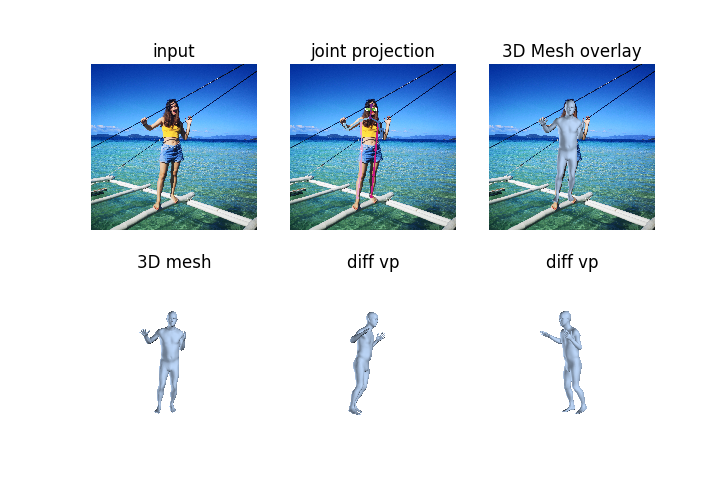 input
joint projection
3D Mesh overlay
3D mesh
diff vp
diff vp